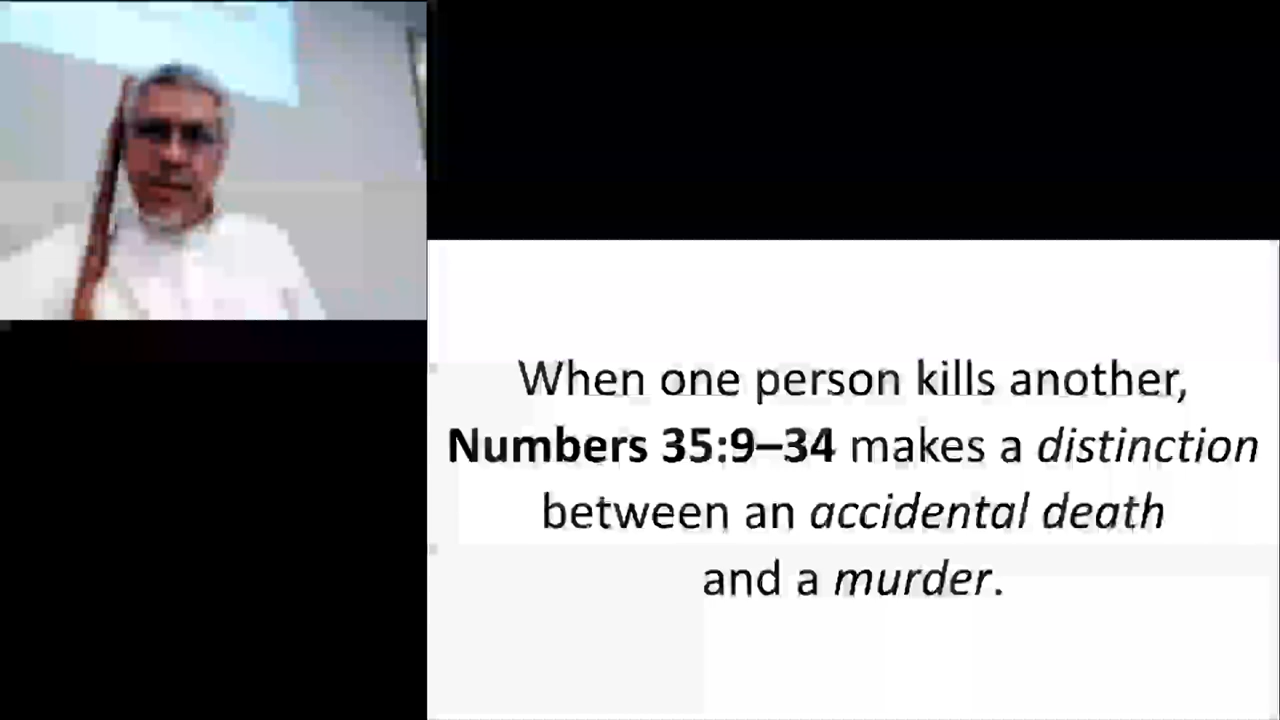 When one person kills another,
Numbers 35:9–34 makes a distinction
between an accidental death
and a murder.